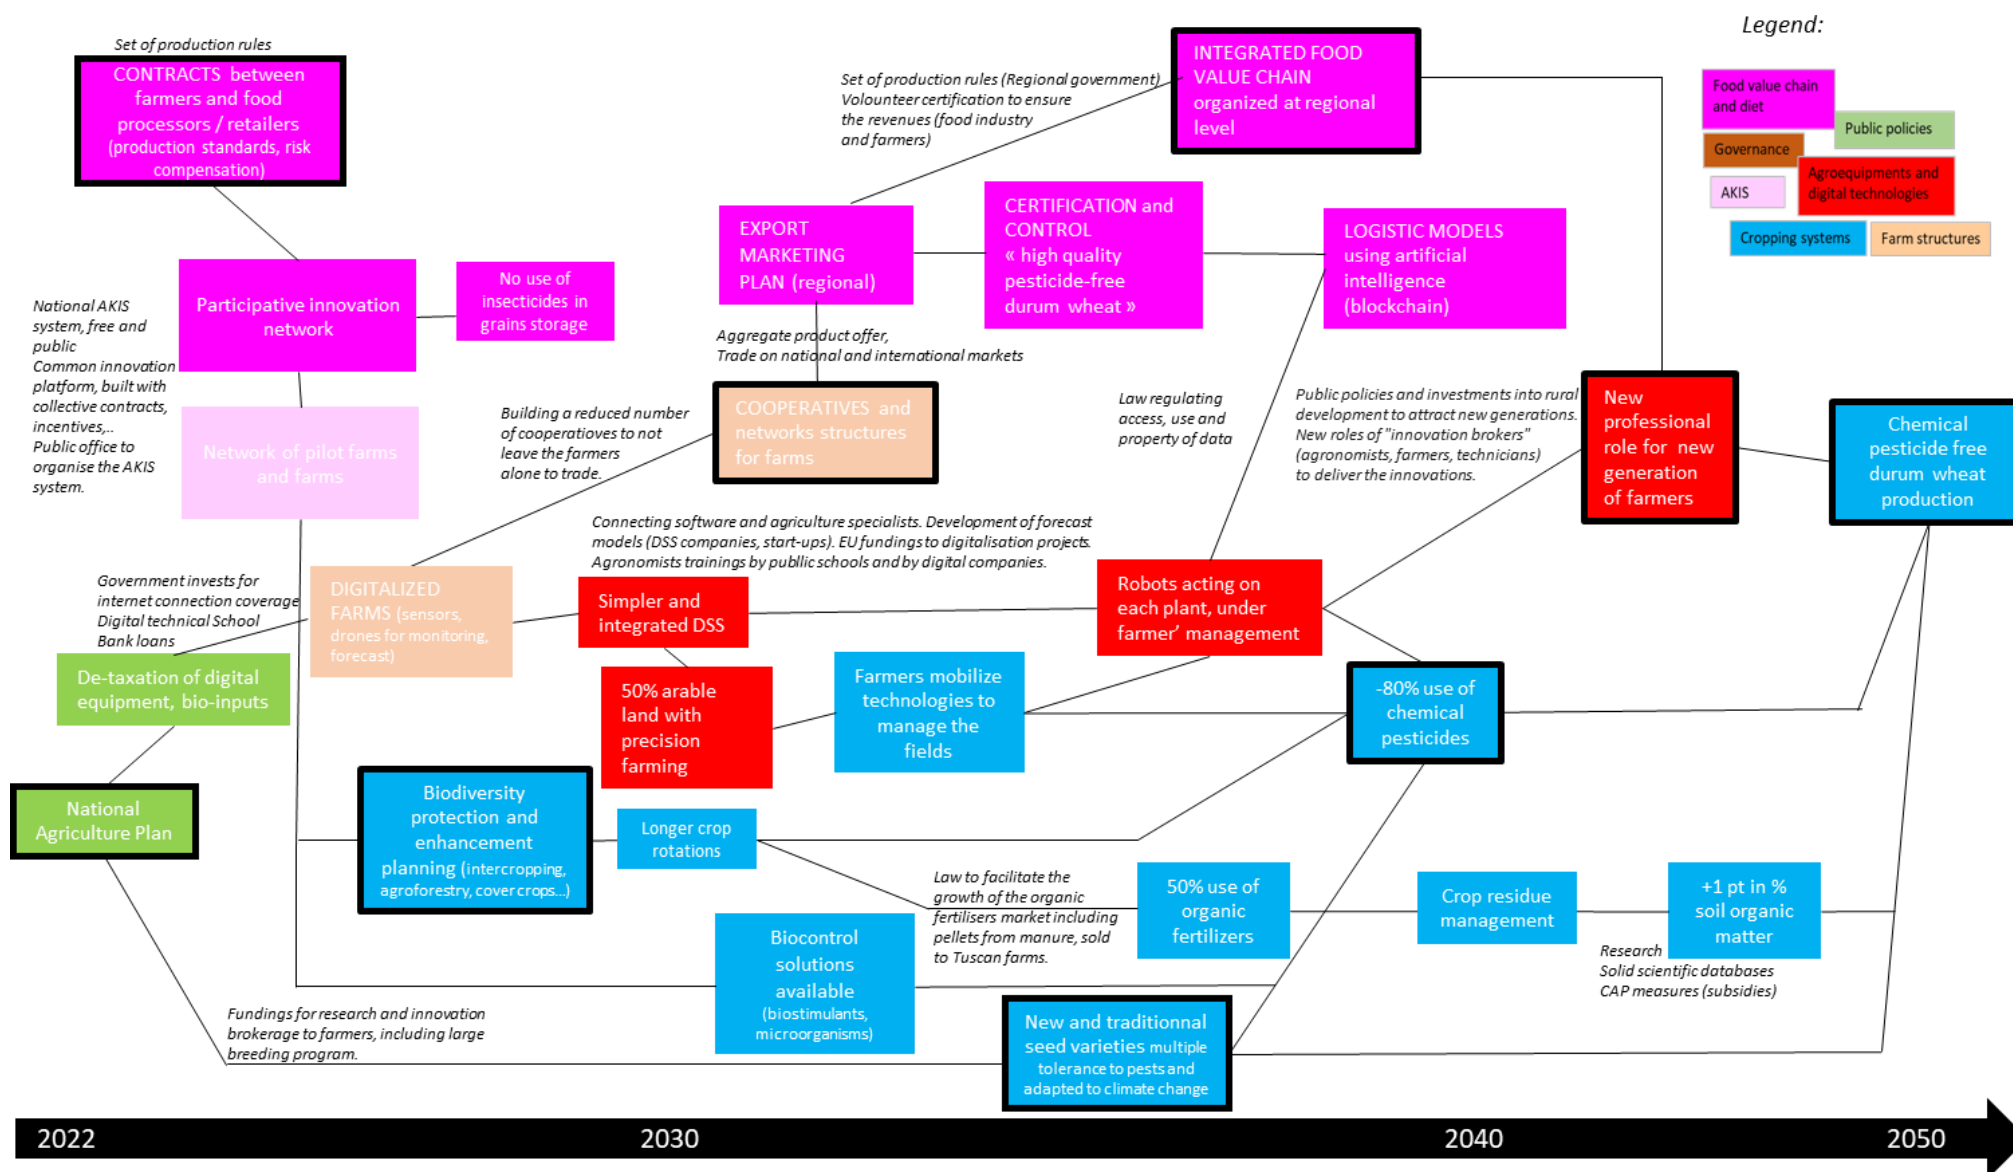 Legend:
Set of production rules
CONTRACTS between
farmers and food
processors / retailers
(production standards, risk
compensation)
Set of production rules (Regional government)
Volounteer certification to ensure
the revenues (food industry
and farmers)
INTEGRATED FOOD
VALUE CHAIN
organized at regional
level
Food value chain
and diet
Public policies
Governance
Agroequipments and
digital technologies
AKIS
Cropping systems
Farm structures
Participative innovation
network
No use of
insecticides in
grains storage
EXPORT
MARKETING
PLAN (regional)
CERTIFICATION and
CONTROL
« high quality
pesticide-free
durum wheat »
LOGISTIC MODELS
using artificial
intelligence
(blockchain)
National AKIS
system, free and
public
Common innovation
platform, built with
collective contracts,
incentives,..
Public office to
organise the AKIS
system.
Network of pilot farms
and farms
Aggregate product offer,
Trade on national and international markets
Building a reduced number
of cooperatioves to not
leave the farmers
alone to trade.
COOPERATIVES and
networks structures
for farms
Law regulating
access, use and
property of data
Public policies and investments into rural
development to attract new generations.
New roles of "innovation brokers"
(agronomists, farmers, technicians)
to deliver the innovations.
New
professional
role for new
generation
of farmers
Chemical
pesticide free
durum wheat
production
Connecting software and agriculture specialists. Development of forecast
models (DSS companies, start-ups). EU fundings to digitalisation projects.
Agronomists trainings by publlic schools and by digital companies.
Government invests for
internet connection coverage
Digital technical School
Bank loans
DIGITALIZED
FARMS (sensors,
drones for monitoring,
forecast)
Simpler and
integrated DSS
Robots acting on
each plant, under
farmer’ management
De-taxation of digital
equipment, bio-inputs
50% arable
land with
precision
farming
Farmers mobilize
technologies to
manage the
fields
-80% use of
chemical
pesticides
National
Agriculture Plan
Biodiversity
protection and
enhancement
planning (intercropping,
agroforestry, cover crops...)
Longer crop
rotations
Law to facilitate the
growth of the organic
fertilisers market including
pellets from manure, sold
to Tuscan farms.
50% use of
organic
fertilizers
Crop residue
management
+1 pt in %
soil organic
matter
Research
Solid scientific databases
CAP measures (subsidies)
Biocontrol
solutions
available
(biostimulants,
microorganisms)
Fundings for research and innovation
brokerage to farmers, including large
breeding program.
New and traditionnal
seed varieties multiple
tolerance to pests and
adapted to climate change
2022
2030
2040
2050